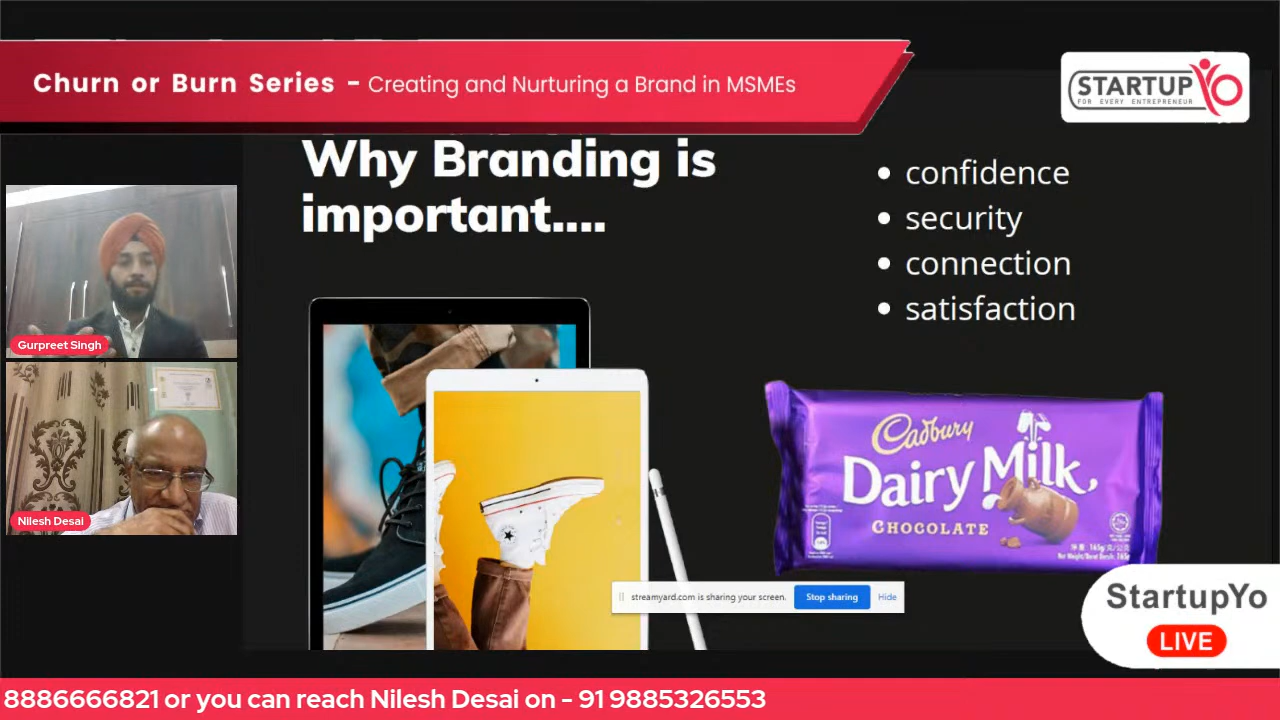 Churn or Burn Series - Creating and Nurturing a Brand in MSMEs
STARTUP YO
FOR EVERY ENTREPRENEUR
Why Branding is
important....
confidence
security
connection
satisfaction
Gurpreet Singh
Nilesh Desai
Cadbury
Dairy Milk
CHOCOLATE
165g
streamyard.com is sharing your screen.
Stop sharing
Hide
StartupYo
LIVE
8886666821 or you can reach Nilesh Desai on - 91 9885326553